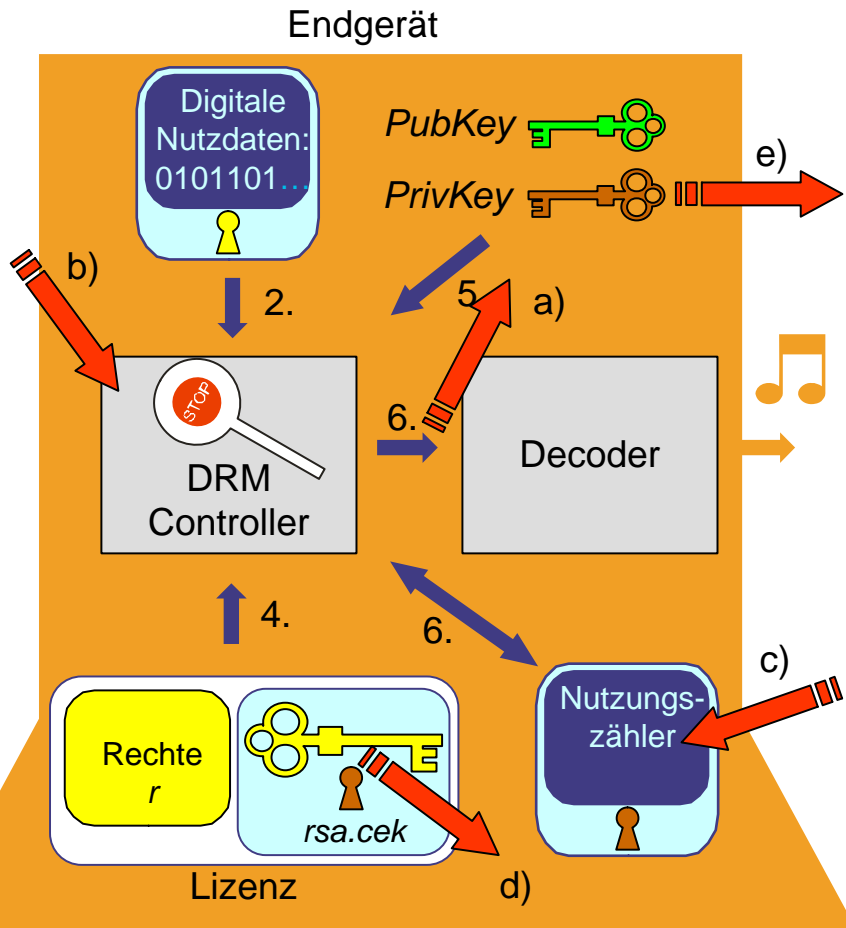 Endgerät
Digitale
Nutzdaten:
0101101...
PubKey
PrivKey
e)
b)
2.
5
a)
STOP
6.
DRM
Controller
Decoder
4.
6.
c)
Nutzungs-
zähler
Rechte
r
rsa.cek
Lizenz
d)